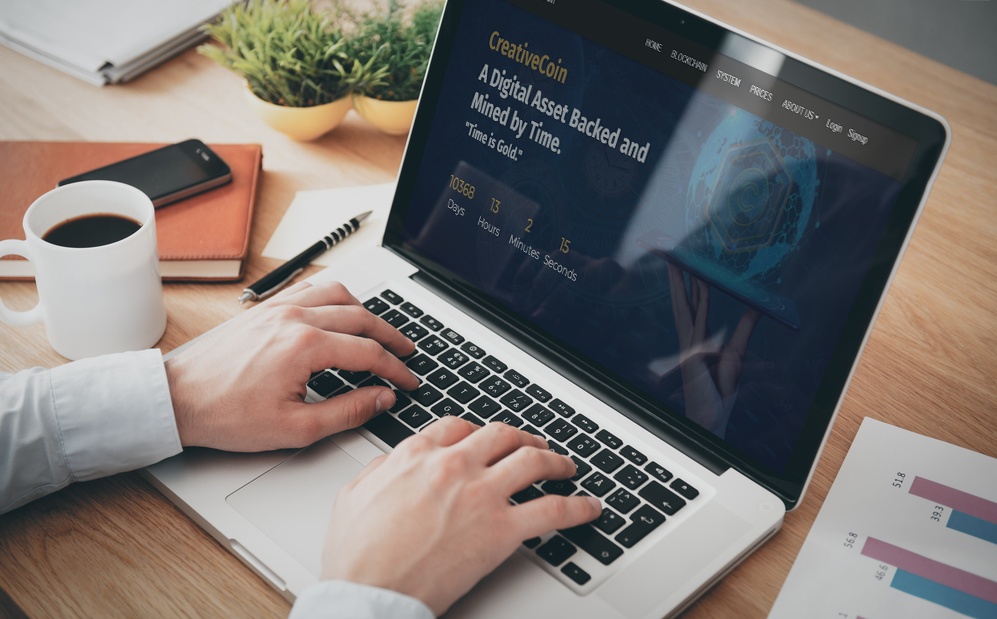 HOME BLOCKCHAIN SYSTEM PRICES ABOUT US Login Signup
CreativeCoin
A Digital Asset Backed and
Mined by Time.
"Time is Gold."
10368 13 2 15
Days Hours Minutes Seconds
51.8
39.3
56.8
46.6